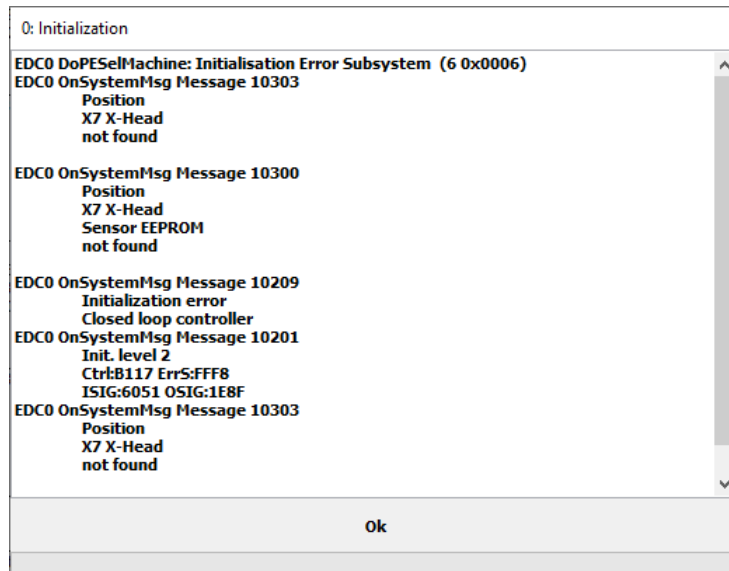 0: Initialization
EDC0 DoPESelMachine: Initialisation Error Subsystem (6 0x0006)
EDC0 OnSystemMsg Message 10303
Position
X7 X-Head
not found
EDC0 OnSystemMsg Message 10300
Position
X7 X-Head
Sensor EEPROM
not found
EDC0 OnSystemMsg Message 10209
Initialization error
Closed loop controller
EDC0 OnSystemMsg Message 10201
Init. level 2
Ctrl:B117 ErrS:FFF8
ISIG:6051 OSIG:1E8F
EDC0 OnSystemMsg Message 10303
Position
X7 X-Head
not found
Ok